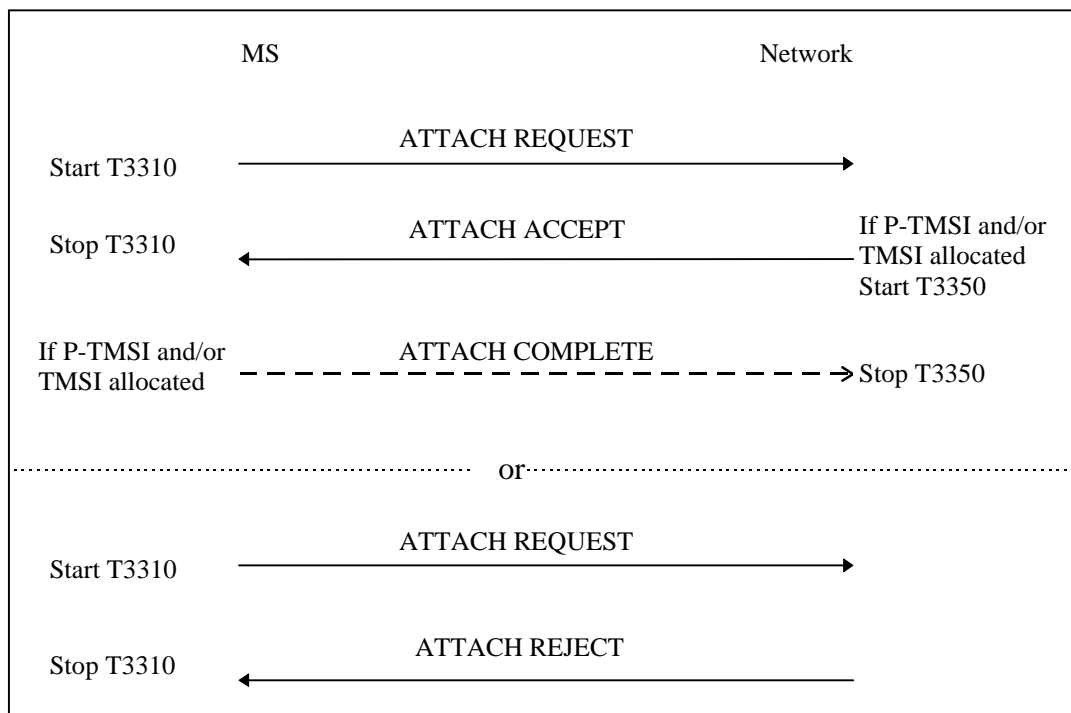 MS Network
ATTACH REQUEST
Start T3310
ATTACH ACCEPT
Stop T3310
If P-TMSI and/or
TMSI allocated
Start T3350
If P-TMSI and/or
TMSI allocated
ATTACH COMPLETE
Stop T3350
or
ATTACH REQUEST
Start T3310
ATTACH REJECT
Stop T3310